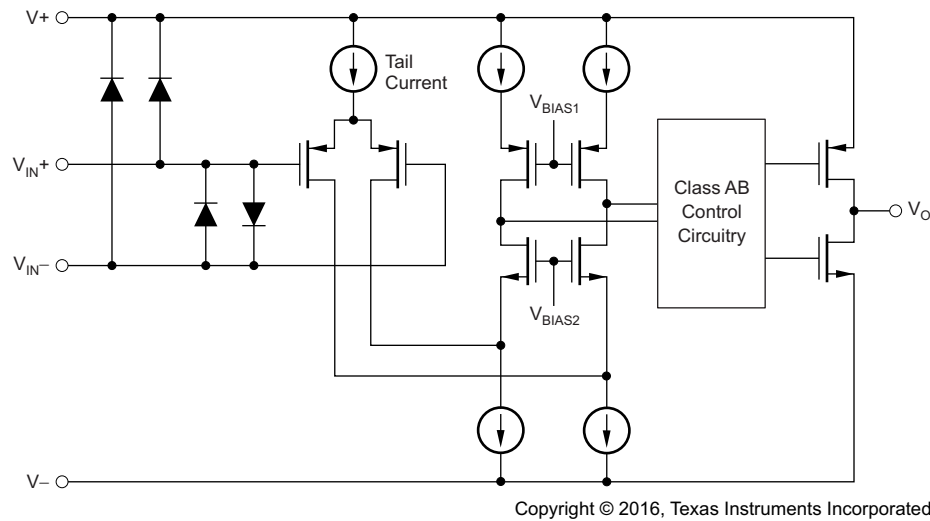 V+
Tail
Current
VBIAS1
VIN+
Class AB
Control
Circuitry
VO
VIN−
VBIAS2
V−
Copyright © 2016, Texas Instruments Incorporated